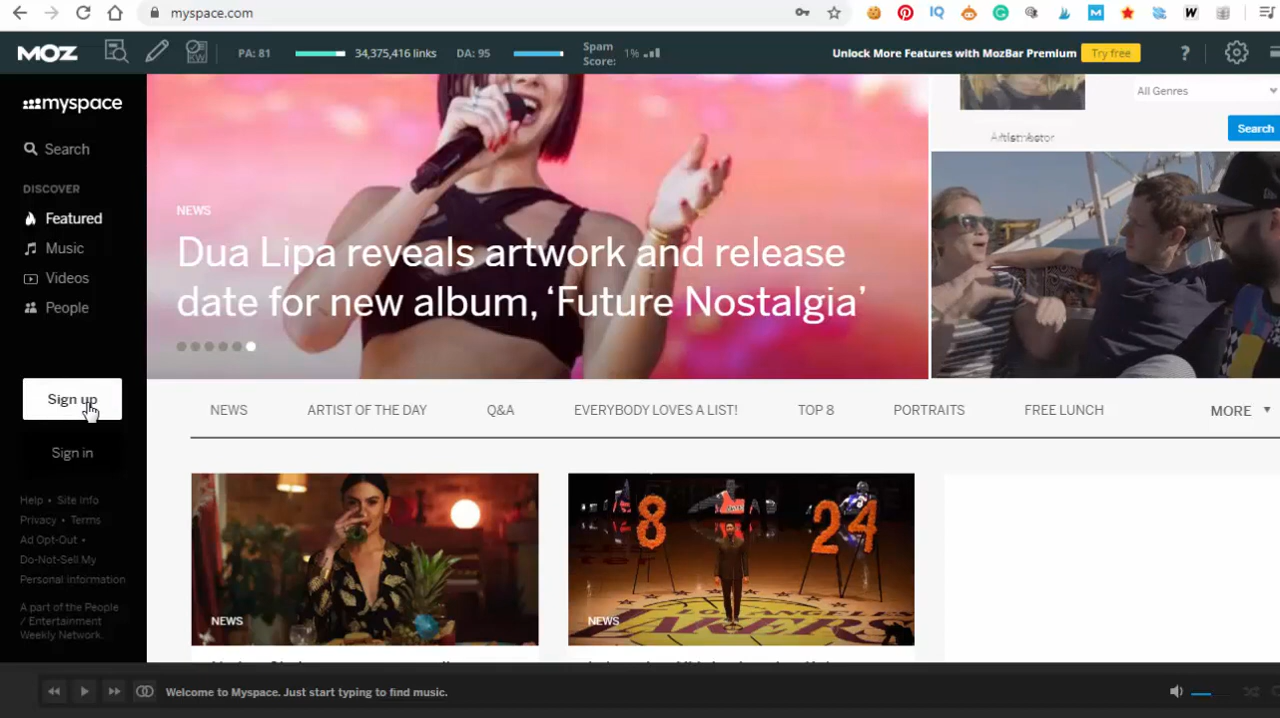 myspace.com
MOZ
PA: 81
34,375,416 links
DA: 95
Spam
Score:
1%
Unlock More Features with MozBar Premium
Try free
?
myspace
Search
DISCOVER
Featured
Music
Videos
People
Sign up
Sign in
Help • Site Info
Privacy • Terms
Ad Opt-Out •
Do-Not-Sell My
Personal Information
A part of the People
/ Entertainment
Weekly Network.
NEWS
Dua Lipa reveals artwork and release
date for new album, ‘Future Nostalgia’
All Genres
Search
NEWS
ARTIST OF THE DAY
Q&A
EVERYBODY LOVES A LIST!
TOP 8
PORTRAITS
FREE LUNCH
MORE
NEWS
8
24
LOS ANGELES
LAKERS
NEWS
Welcome to Myspace. Just start typing to find music.